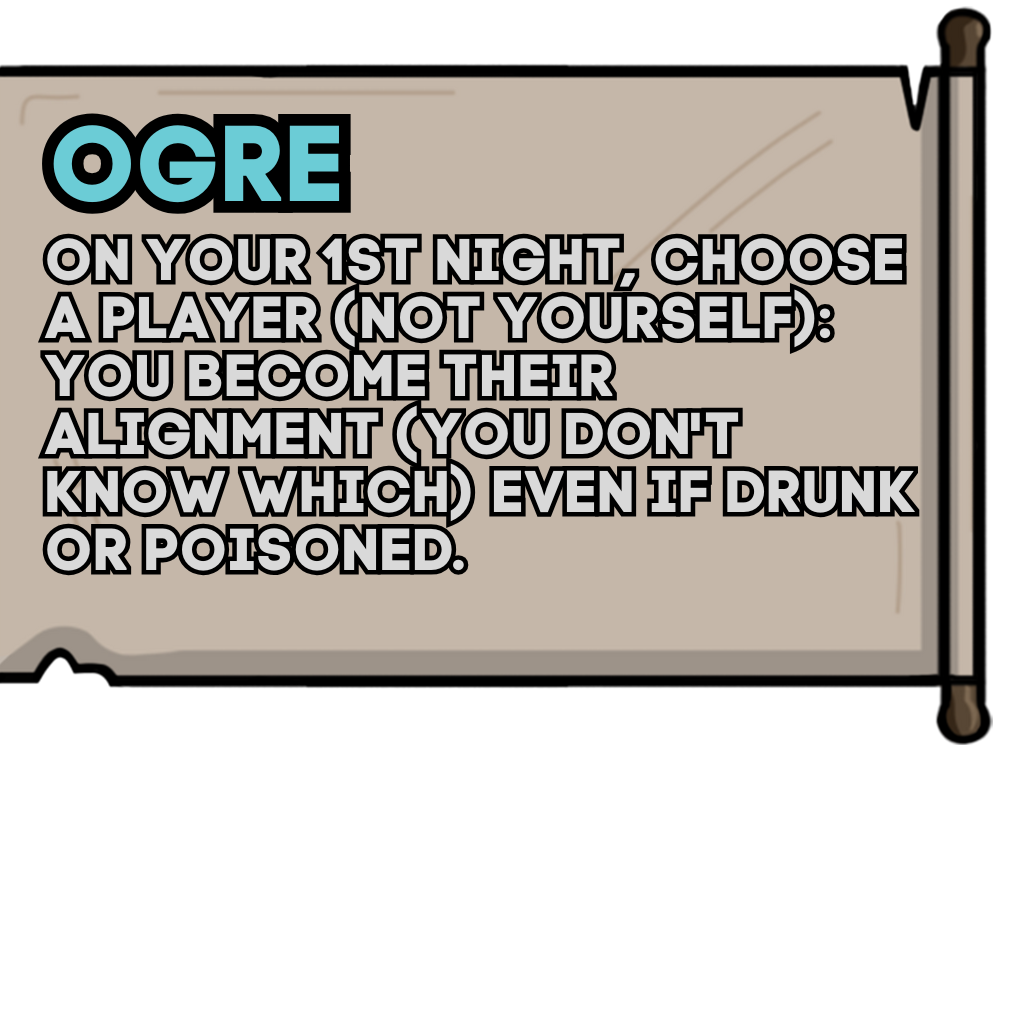 OGRE
ON YOUR 1ST NIGHT, CHOOSE
A PLAYER (NOT YOURSELF):
YOU BECOME THEIR
ALIGNMENT (YOU DON'T
KNOW WHICH) EVEN IF DRUNK
OR POISONED.